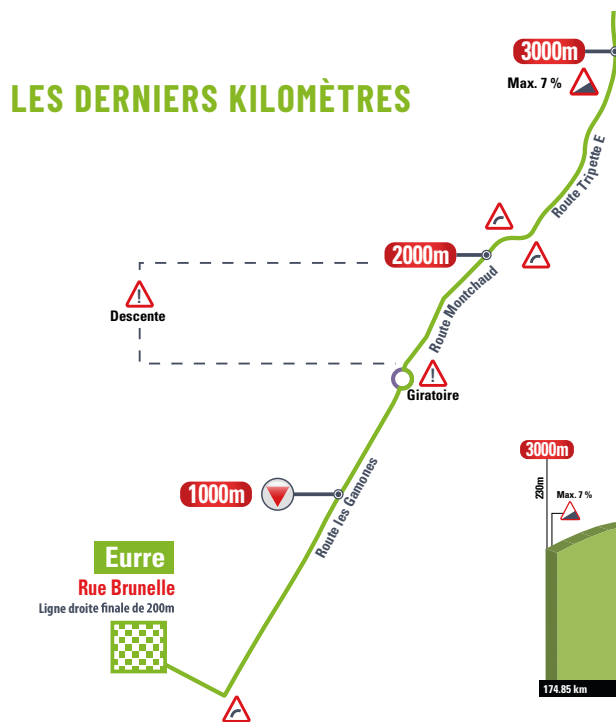 LES DERNIERS KILOMÈTRES
3000m
Max. 7 %
Route Tripette E
2000m
Route Montchaud
Descente
Giratoire
1000m
Route les Gamones
Eurre
Rue Brunelle
Ligne droite finale de 200m
3000m
230m
Max. 7 %
174.85 km